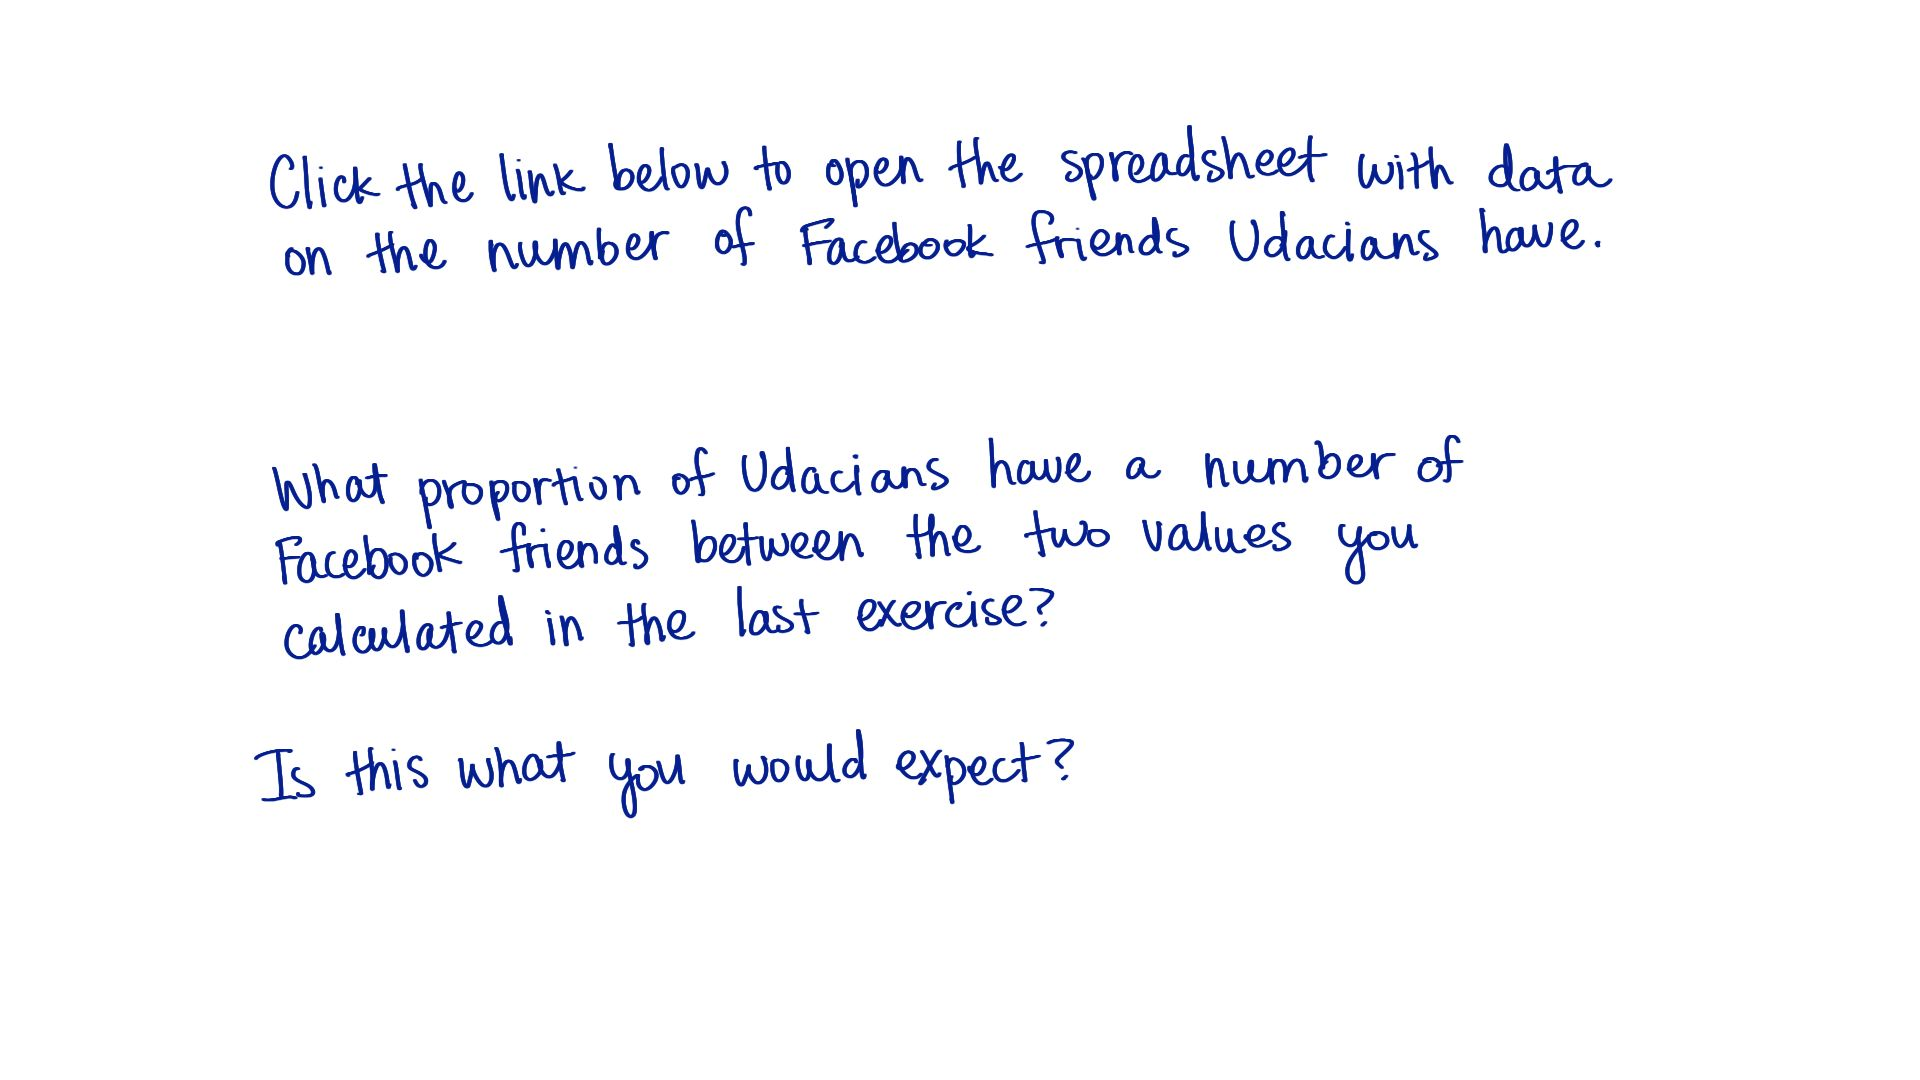 Click the link below to open the spreadsheet with data
on the number of Facebook friends Udacians have.
What proportion of Udacians have a number of
Facebook friends between the two values you
calculated in the last exercise?
Is this what you would expect?